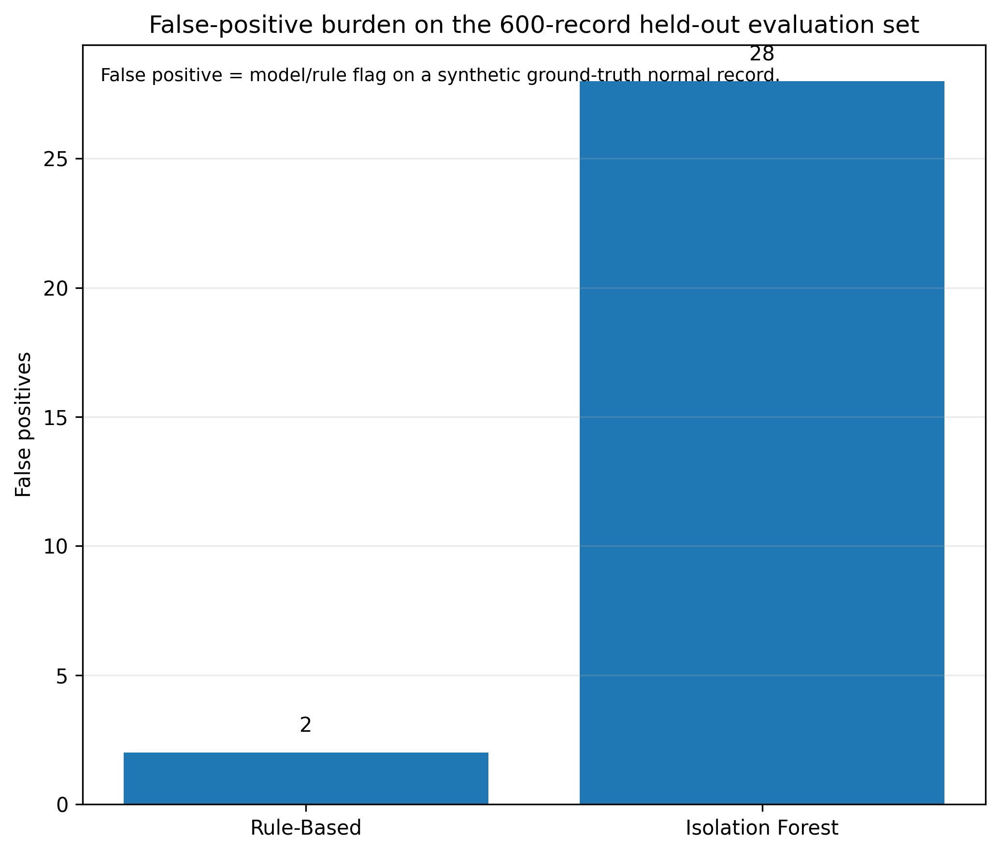 False-positive burden on the 600-record held-out evaluation set
28
False positive = model/rule flag on a synthetic ground-truth normal record.
25
20
15
10
5
0
False positives
2
Rule-Based
Isolation Forest